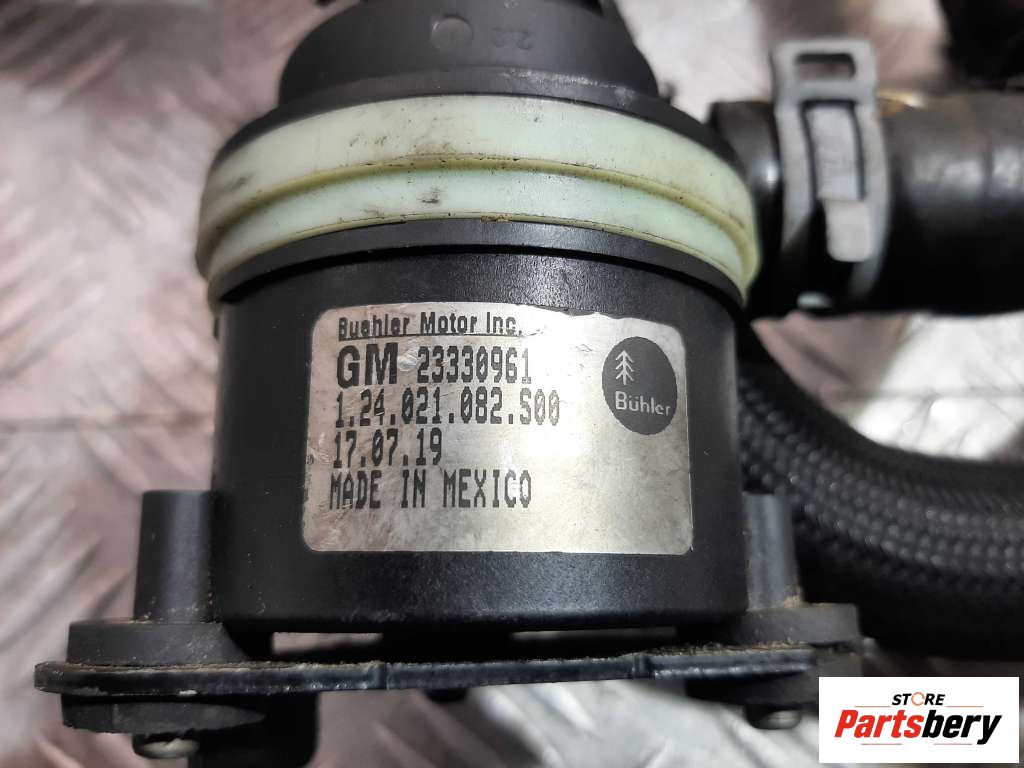 Buehler Motor Inc.
GM 23330961
1.24.021.082.S00
17.07.19
MADE IN MEXICO
Bühler
STORE
Partsbery